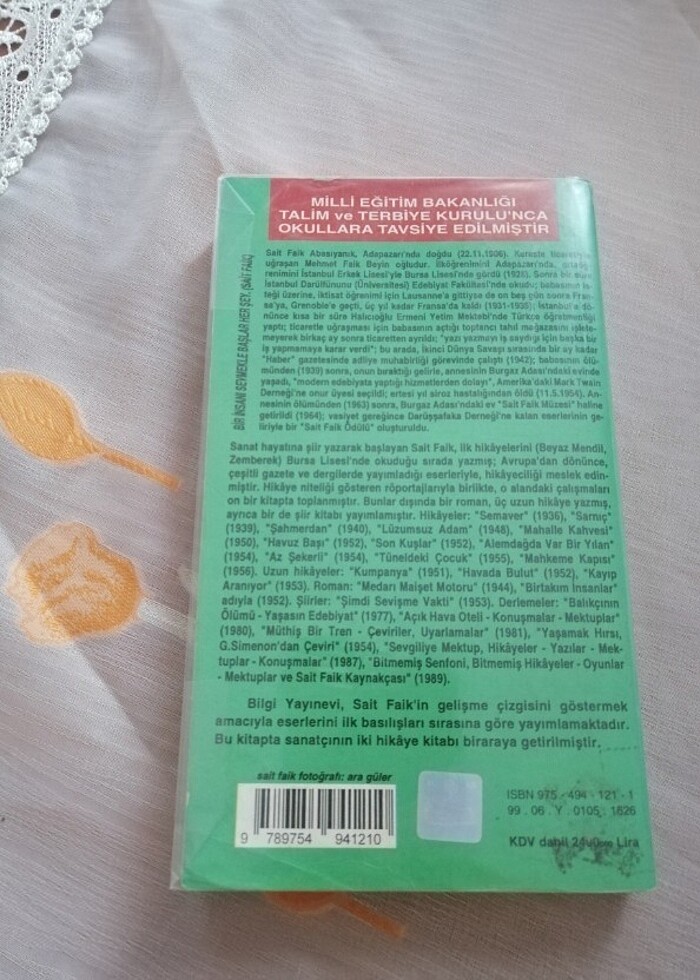 MİLLİ EĞİTİM BAKANLIĞI
TALİM ve TERBİYE KURULU'NCA
OKULLARA TAVSİYE EDİLMİŞTİR
BİR İNSANI SEVMEKLE BAŞLAR HER ŞEY. (SAİT FAİK)
Sait Faik Abasıyanık, Adapazarı'nda doğdu (22.11.1906). Kereste ticaretiyle
uğraşan Mehmet Faik Beyin oğludur. İlköğrenimini Adapazarı'nda, ortaöğ-
renimini İstanbul Erkek Lisesi'yle Bursa Lisesi'nde gördü (1928). Sonra bir süre
İstanbul Darülfünunu (Üniversitesi) Edebiyat Fakültesi'nde okudu; babasının is-
teği üzerine, iktisat öğrenimi için Lausanne'a gittiyse de on beş gün sonra Fran-
sa'ya, Grenoble'a geçti, üç yıl kadar Fransa'da kaldı (1931-1935); İstanbul'a dö-
nünce kısa bir süre Halıcıoğlu Ermeni Yetim Mektebi'nde Türkçe öğretmenliği
yaptı; ticaretle uğraşması için babasının açtığı toptancı tahıl mağazasını işlete-
meyerek birkaç ay sonra ticaretten ayrıldı; "yazı yazmayı iş saydığı için başka bir
iş yapmamaya karar verdi"; bu arada, İkinci Dünya Savaşı sırasında bir ay kadar
"Haber" gazetesinde adliye muhabirliği görevinde çalıştı (1942); babasının ölü-
münden (1939) sonra, onun bıraktığı gelirle, annesinin Burgaz Adası'ndaki evinde
yaşadı, "modern edebiyata yaptığı hizmetlerden dolayı", Amerika'daki Mark Twain
Derneği'ne onur üyesi seçildi; ertesi yıl siroz hastalığından öldü (11.5.1954). An-
nesinin ölümünden (1963) sonra, Burgaz Adası'ndaki ev "Sait Faik Müzesi" haline
getirildi (1964); vasiyet gereğince Darüşşafaka Derneği'ne kalan eserlerinin ge-
liriyle bir "Sait Faik Ödülü" oluşturuldu.
Sanat hayatına şiir yazarak başlayan Sait Faik, ilk hikâyelerini (Beyaz Mendil,
Zemberek) Bursa Lisesi'nde okuduğu sırada yazmış; Avrupa'dan dönünce,
çeşitli gazete ve dergilerde yayımladığı eserleriyle, hikâyeciliği meslek edin-
miştir. Hikâye niteliği gösteren röportajlarıyla birlikte, o alandaki çalışmaları
on bir kitapta toplanmıştır. Bunlar dışında bir roman, üç uzun hikâye yazmış,
ayrıca bir de şiir kitabı yayımlamıştır. Hikâyeler: "Semaver" (1936), "Sarnıç"
(1939), "Şahmerdan" (1940), "Lüzumsuz Adam" (1948), "Mahalle Kahvesi"
(1950), "Havuz Başı" (1952), "Son Kuşlar" (1952), "Alemdağda Var Bir Yılan"
(1954), "Az Şekerli" (1954), "Tüneldeki Çocuk" (1955), "Mahkeme Kapısı"
(1956). Uzun hikâyeler: "Kumpanya" (1951), "Havada Bulut" (1952), "Kayıp
Aranıyor" (1953). Roman: "Medarı Maişet Motoru" (1944), "Birtakım İnsanlar"
adıyla (1952). Şiirler: "Şimdi Sevişme Vakti" (1953). Derlemeler: "Balıkçının
Ölümü - Yaşasın Edebiyat" (1977), "Açık Hava Oteli - Konuşmalar - Mektuplar"
(1980), "Müthiş Bir Tren - Çeviriler, Uyarlamalar" (1981), "Yaşamak Hırsı,
G.Simenon'dan Çeviri" (1954), "Sevgiliye Mektup, Hikâyeler - Yazılar - Mek-
tuplar - Konuşmalar" (1987), "Bitmemiş Senfoni, Bitmemiş Hikâyeler - Oyunlar
- Mektuplar ve Sait Faik Kaynakçası" (1989).
Bilgi Yayınevi, Sait Faik'in gelişme çizgisini göstermek
amacıyla eserlerini ilk basılışları sırasına göre yayımlamaktadır.
Bu kitapta sanatçının iki hikâye kitabı biraraya getirilmiştir.
sait faik fotoğrafı: ara güler
9 789754 941210
ISBN 975 - 494 - 121 - 1
99 . 06 . Y . 0105 . 1626
KDV dahil Lira